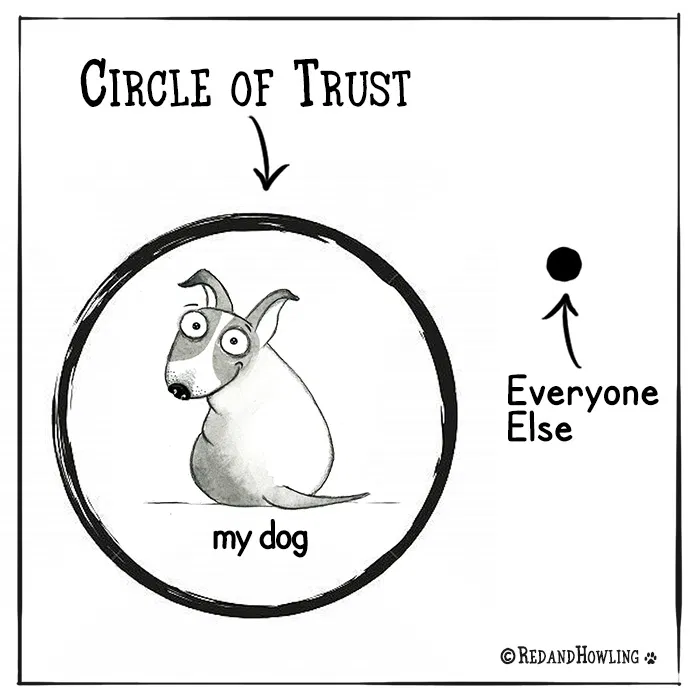 CIRCLE OF TRUST
my dog
Everyone
Else
©REDANDHOWLING